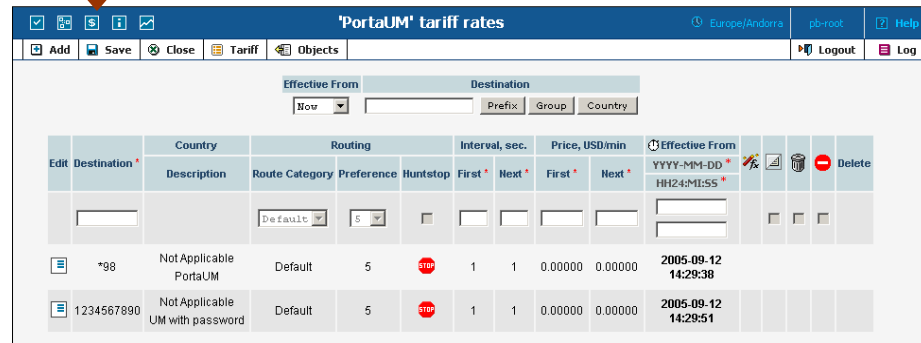 'PortaUM' tariff rates Europe/Andorra pb-root ? Help
Add Save Close Tariff Objects Logout Log
Effective From Destination
Now Prefix Group Country
Edit Destination * Country Routing Interval, sec. Price, USD/min Effective From Delete
Description Route Category Preference Huntstop First * Next * First * Next * YYYY-MM-DD *
HH24:MI:SS *
Default 5
*98 Not Applicable Default 5 STOP 1 1 0.00000 0.00000 2005-09-12
PortaUM 14:29:38
1234567890 Not Applicable Default 5 STOP 1 1 0.00000 0.00000 2005-09-12
UM with password 14:29:51